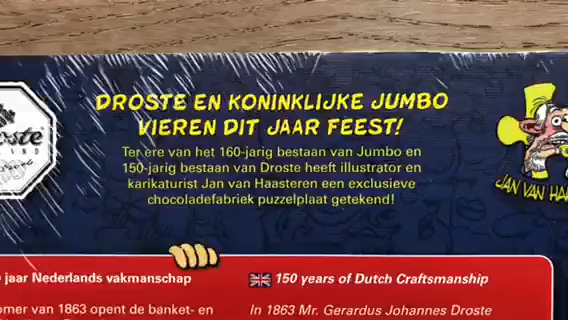 DROSTE EN KONINKLIJKE JUMBO
VIEREN DIT JAAR FEEST!
Ter ere van het 160-jarig bestaan van Jumbo en
150-jarig bestaan van Droste heeft illustrator en
karikaturist Jan van Haasteren een exclusieve
chocoladefabriek puzzelplaat getekend!
JAN VAN HA
jaar Nederlands vakmanschap
150 years of Dutch Craftsmanship
omer van 1863 opent de banket- en
In 1863 Mr. Gerardus Johannes Droste